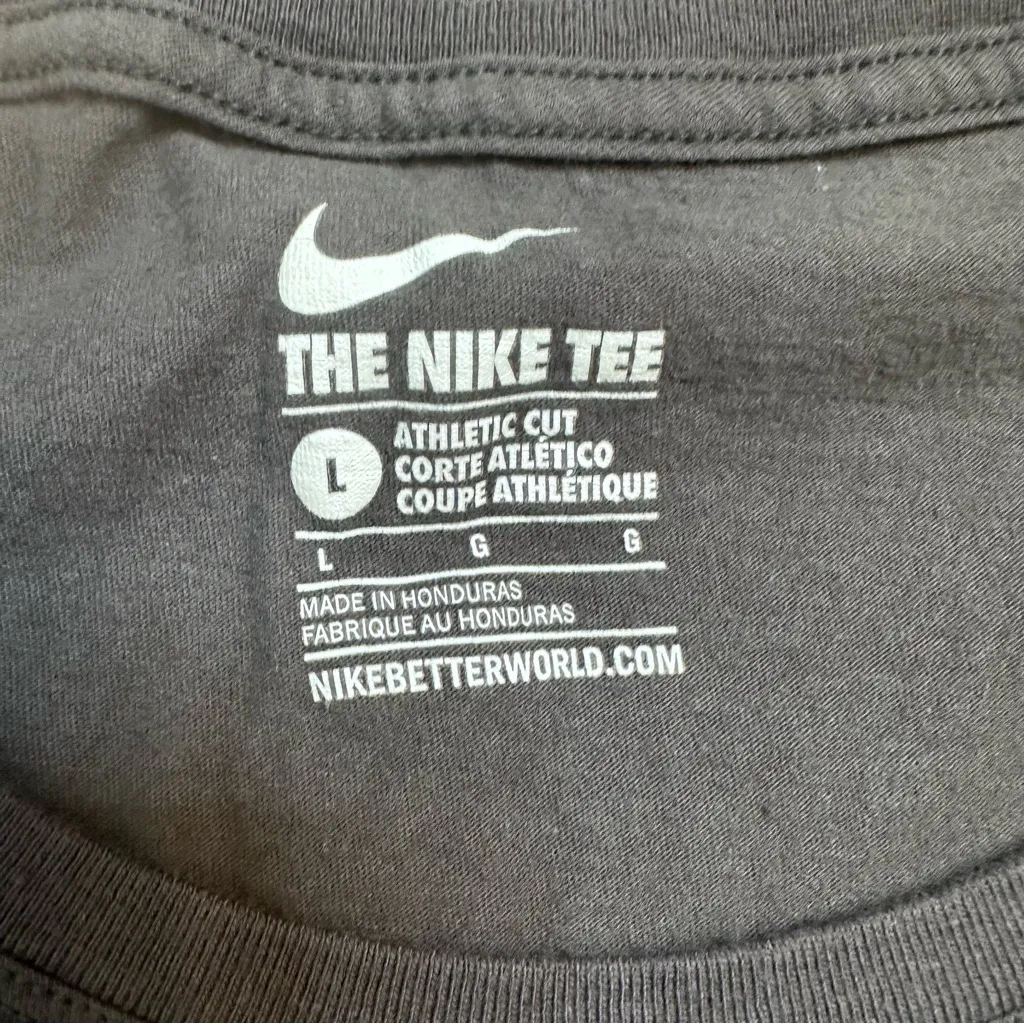 THE NIKE TEE
L
ATHLETIC CUT
CORTE ATLÉTICO
COUPE ATHLÉTIQUE
L G G
MADE IN HONDURAS
FABRIQUE AU HONDURAS
NIKEBETTERWORLD.COM